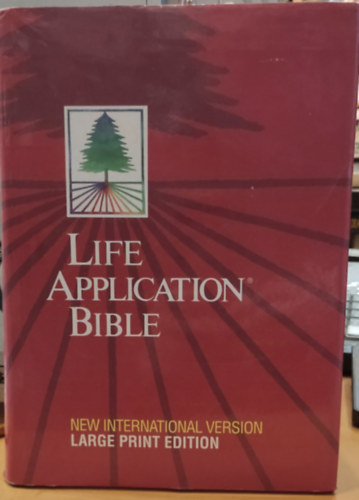 LIFE
APPLICATION®
BIBLE
NEW INTERNATIONAL VERSION
LARGE PRINT EDITION